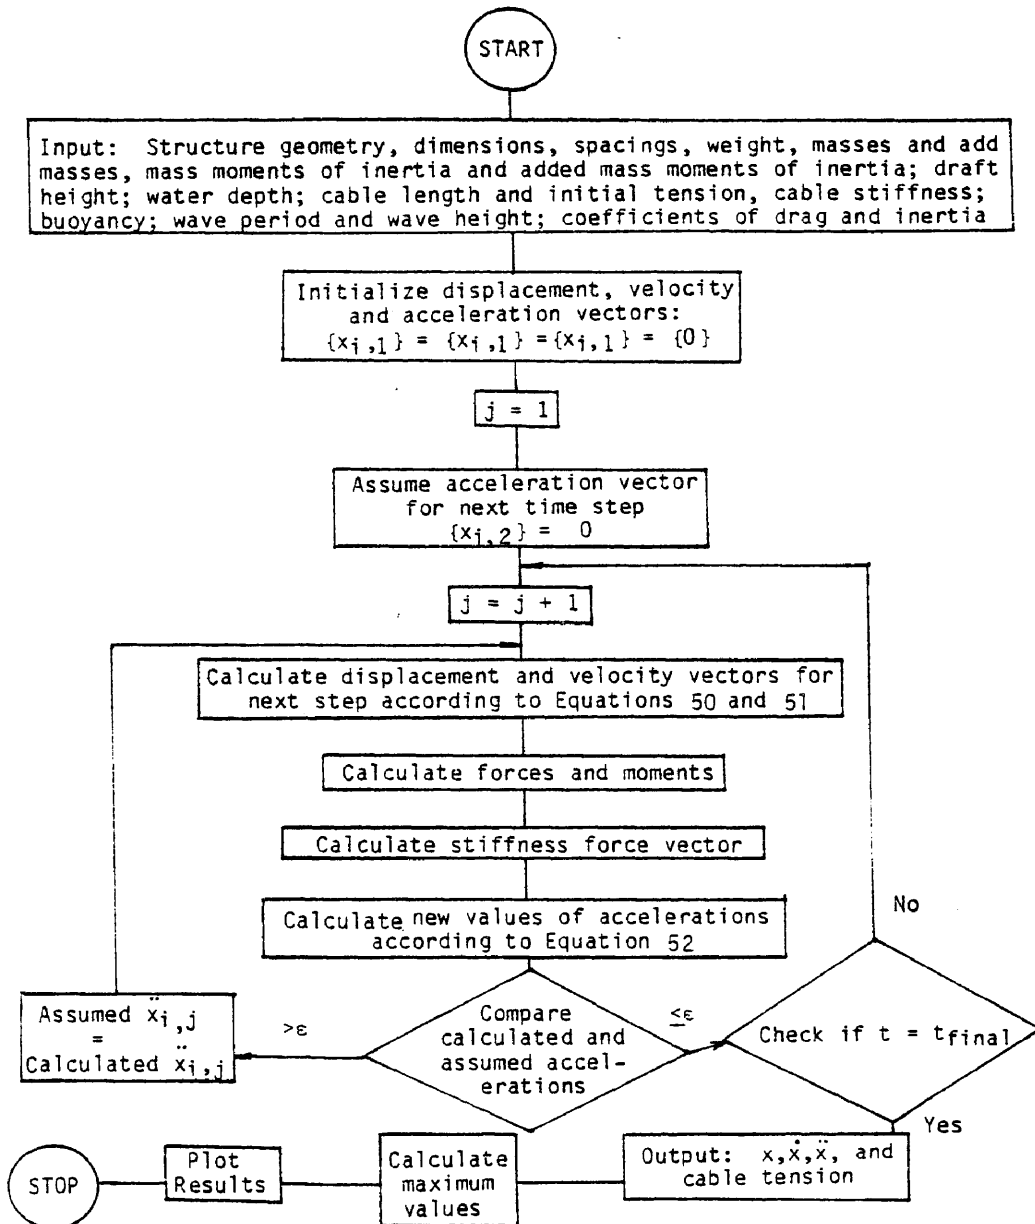 START
Input: Structure geometry, dimensions, spacings, weight, masses and add
masses, mass moments of inertia and added mass moments of inertia; draft
height; water depth; cable length and initial tension, cable stiffness;
buoyancy; wave period and wave height; coefficients of drag and inertia
Initialize displacement, velocity
and acceleration vectors:
{xi,1} = {xi,1} ={xi,1} = {0}
j = 1
Assume acceleration vector
for next time step
{xi,2} = 0
j = j + 1
Calculate displacement and velocity vectors for
next step according to Equations 50 and 51
Calculate forces and moments
Calculate stiffness force vector
Calculate new values of accelerations
according to Equation 52
No
Assumed ẍi,j
=
Calculated ẍi,j
>ε
Compare
calculated and
assumed accel-
erations
≤ε
Check if t = tfinal
Yes
Output: x,ẋ,ẍ, and
cable tension
Calculate
maximum
values
Plot
Results
STOP